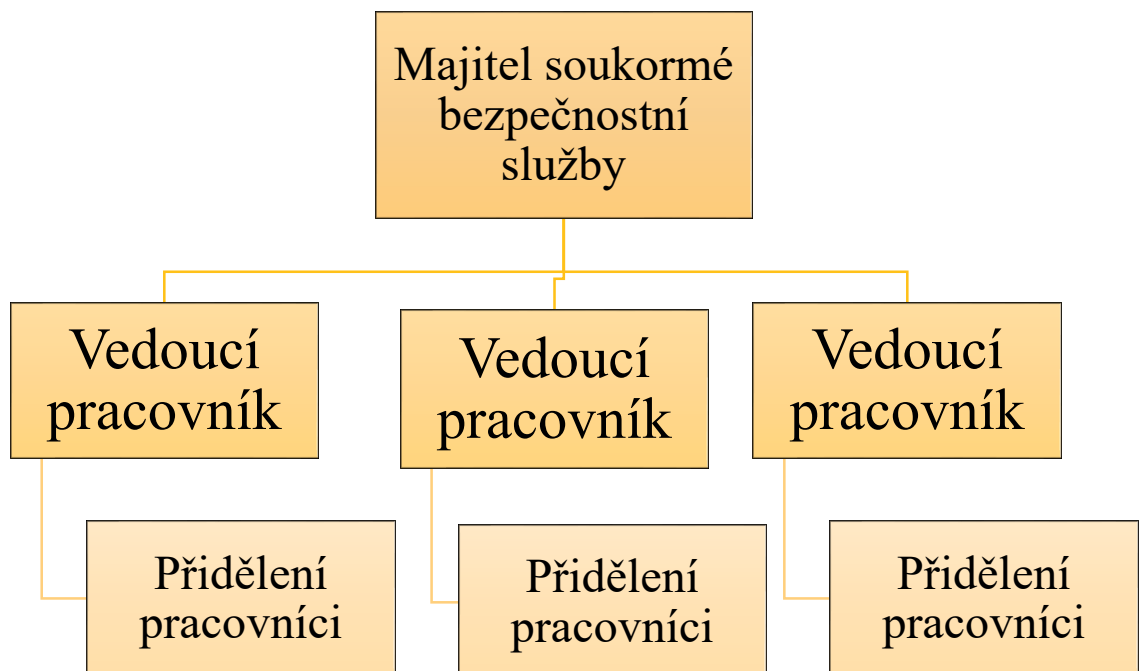 Majitel soukormé
bezpečnostní
služby
Vedoucí
pracovník
Vedoucí
pracovník
Vedoucí
pracovník
Přidělení
pracovníci
Přidělení
pracovníci
Přidělení
pracovníci